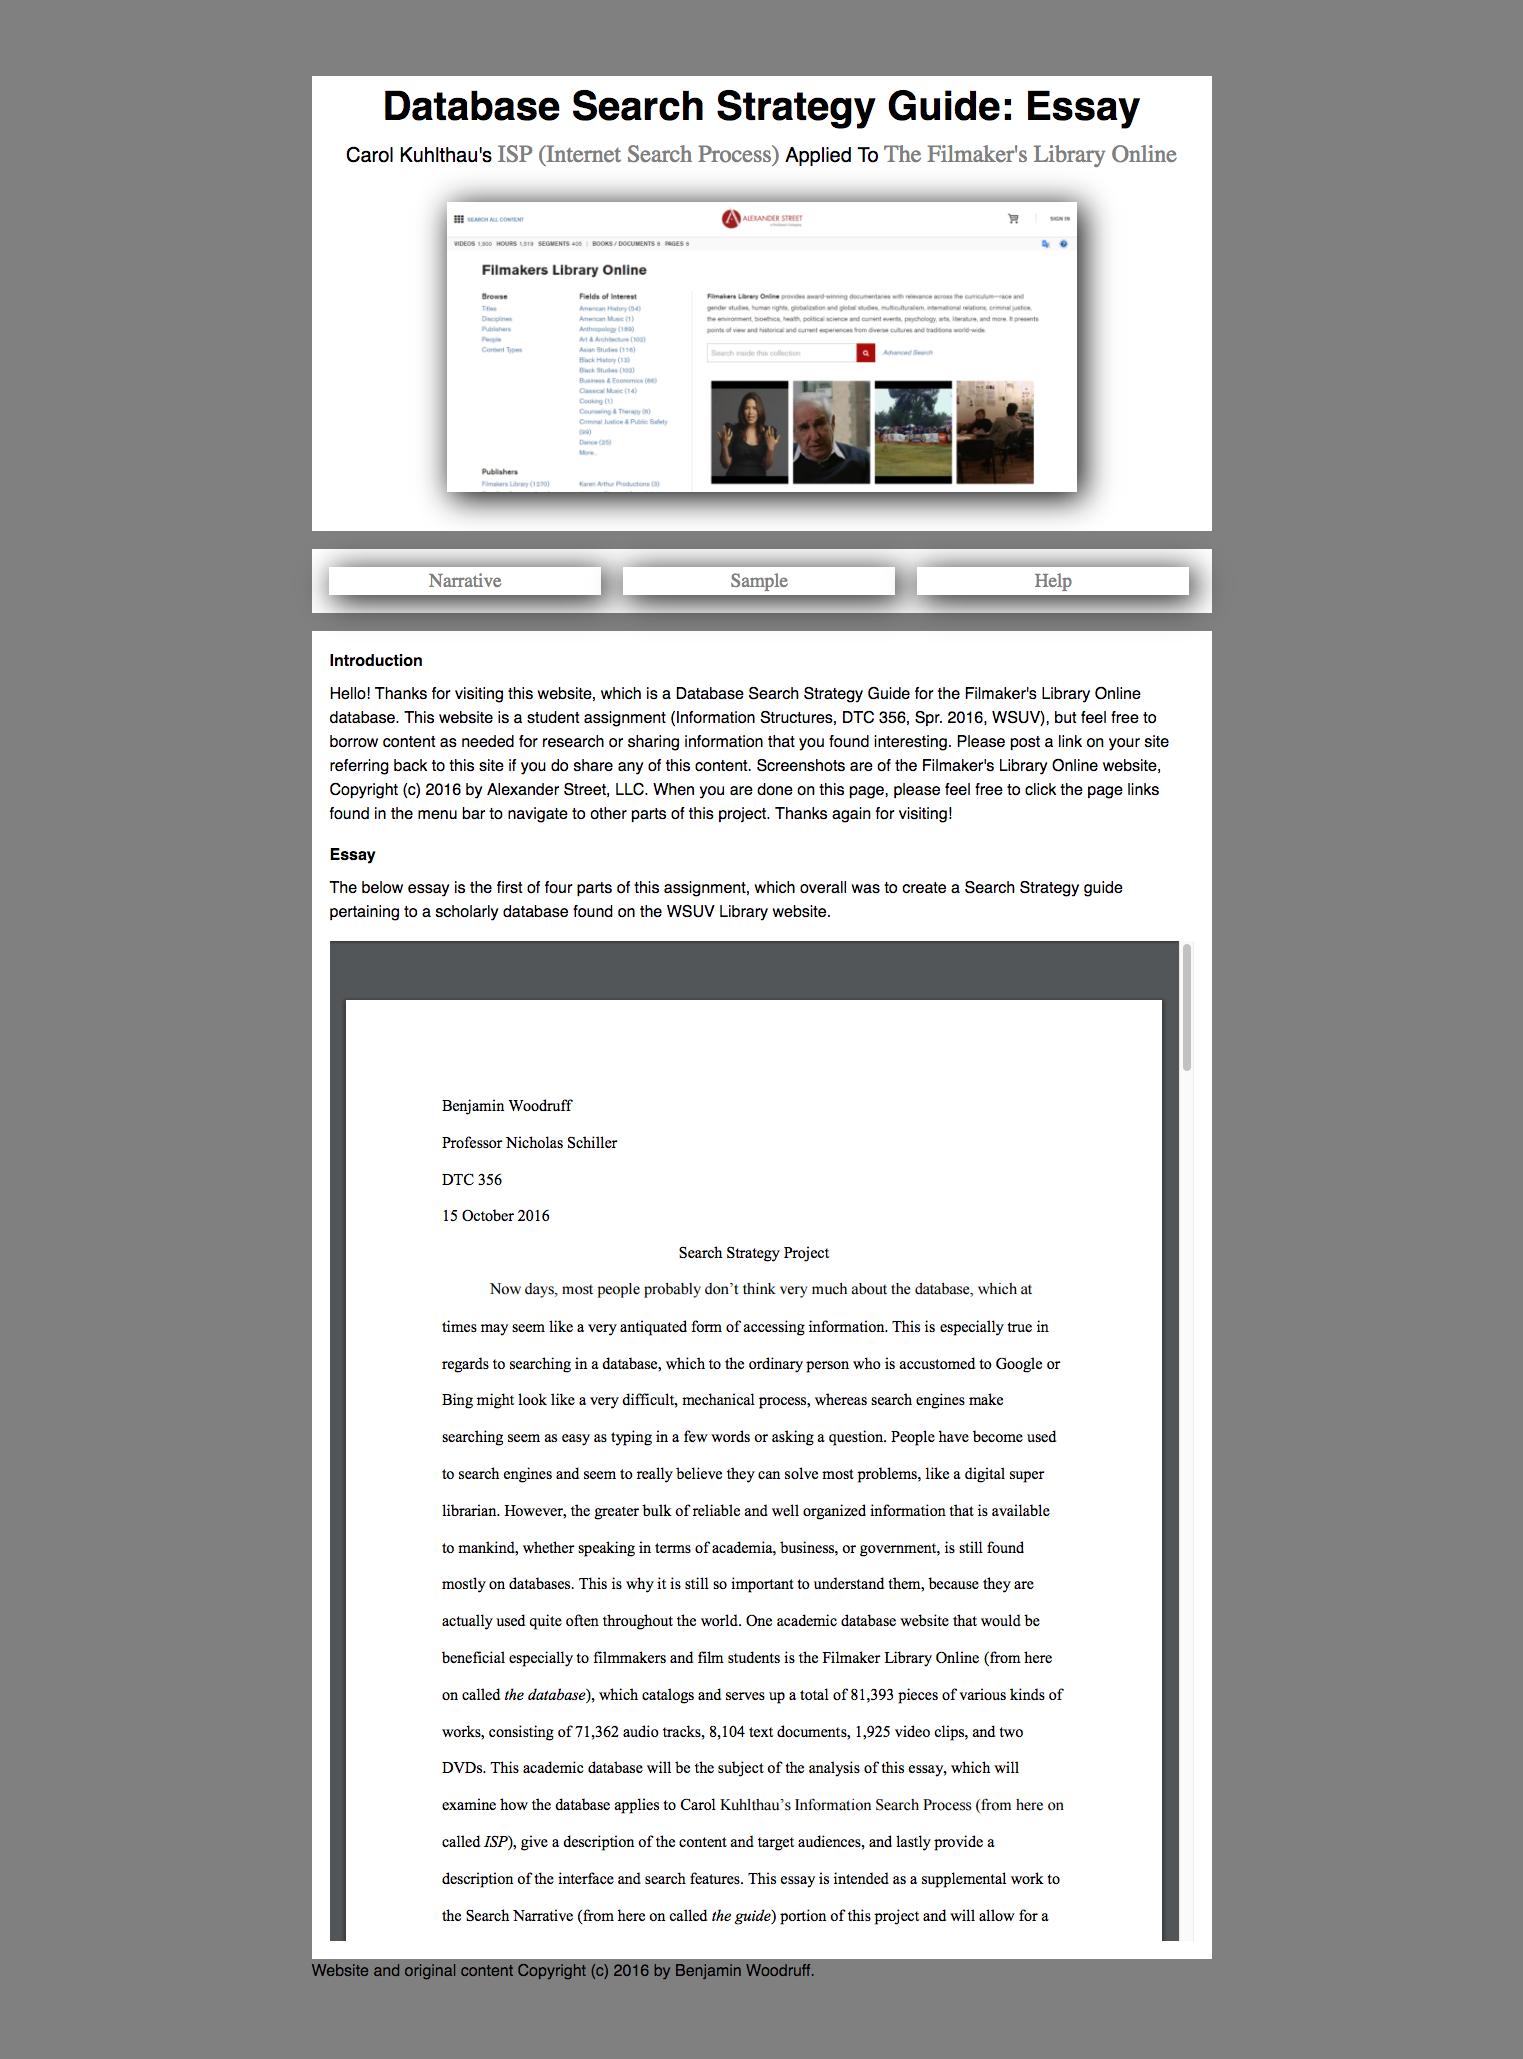 Database Search Strategy Guide: Essay
Carol Kuhlthau's ISP (Internet Search Process) Applied To The Filmaker's Library Online
SEARCH ALL CONTENT
ALEXANDER STREET
SIGN IN
VIDEOS 1,900 HOURS 1,519 SEGMENTS 405 | BOOKS / DOCUMENTS 8 PAGES 8
Filmakers Library Online
Browse
Titles
Disciplines
Publishers
People
Content Types
Fields of Interest
American History (54)
American Music (1)
Anthropology (189)
Art & Architecture (102)
Asian Studies (116)
Black History (13)
Black Studies (103)
Business & Economics (66)
Classical Music (14)
Cooking (1)
Counseling & Therapy (8)
Criminal Justice & Public Safety
(99)
Dance (25)
More...
Filmakers Library Online provides award-winning documentaries with relevance across the curriculum—race and
gender studies, human rights, globalization and global studies, multiculturalism, international relations, criminal justice,
the environment, bioethics, health, political science and current events, psychology, arts, literature, and more. It presents
points of view and historical and current experiences from diverse cultures and traditions world-wide.
Search inside this collection
Advanced Search
Publishers
Filmakers Library (1270)
Karen Arthur Productions (3)
Narrative
Sample
Help
Introduction
Hello! Thanks for visiting this website, which is a Database Search Strategy Guide for the Filmaker's Library Online
database. This website is a student assignment (Information Structures, DTC 356, Spr. 2016, WSUV), but feel free to
borrow content as needed for research or sharing information that you found interesting. Please post a link on your site
referring back to this site if you do share any of this content. Screenshots are of the Filmaker's Library Online website,
Copyright (c) 2016 by Alexander Street, LLC. When you are done on this page, please feel free to click the page links
found in the menu bar to navigate to other parts of this project. Thanks again for visiting!
Essay
The below essay is the first of four parts of this assignment, which overall was to create a Search Strategy guide
pertaining to a scholarly database found on the WSUV Library website.
Benjamin Woodruff
Professor Nicholas Schiller
DTC 356
15 October 2016
Search Strategy Project
Now days, most people probably don’t think very much about the database, which at
times may seem like a very antiquated form of accessing information. This is especially true in
regards to searching in a database, which to the ordinary person who is accustomed to Google or
Bing might look like a very difficult, mechanical process, whereas search engines make
searching seem as easy as typing in a few words or asking a question. People have become used
to search engines and seem to really believe they can solve most problems, like a digital super
librarian. However, the greater bulk of reliable and well organized information that is available
to mankind, whether speaking in terms of academia, business, or government, is still found
mostly on databases. This is why it is still so important to understand them, because they are
actually used quite often throughout the world. One academic database website that would be
beneficial especially to filmmakers and film students is the Filmaker Library Online (from here
on called the database), which catalogs and serves up a total of 81,393 pieces of various kinds of
works, consisting of 71,362 audio tracks, 8,104 text documents, 1,925 video clips, and two
DVDs. This academic database will be the subject of the analysis of this essay, which will
examine how the database applies to Carol Kuhlthau’s Information Search Process (from here on
called ISP), give a description of the content and target audiences, and lastly provide a
description of the interface and search features. This essay is intended as a supplemental work to
the Search Narrative (from here on called the guide) portion of this project and will allow for a
Website and original content Copyright (c) 2016 by Benjamin Woodruff.